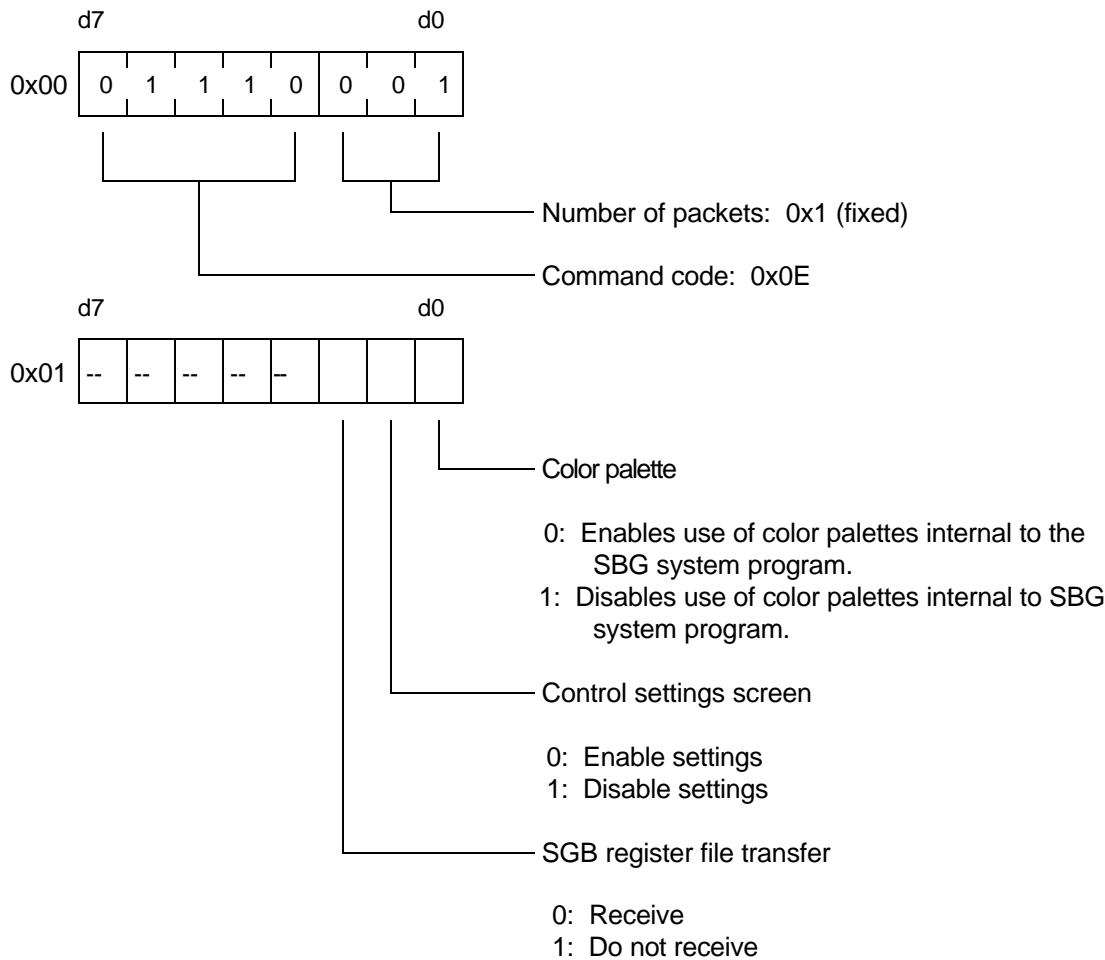 d7 d0
0x00 0 1 1 1 0 0 0 1
Number of packets: 0x1 (fixed)
Command code: 0x0E
d7 d0
0x01 -- -- -- -- --
Color palette
0: Enables use of color palettes internal to the
SBG system program.
1: Disables use of color palettes internal to SBG
system program.
Control settings screen
0: Enable settings
1: Disable settings
SGB register file transfer
0: Receive
1: Do not receive